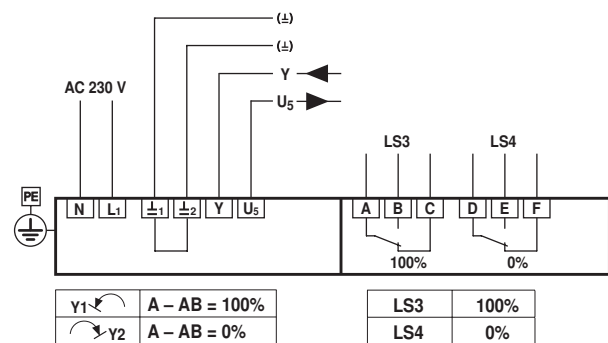 (⊥)
(⊥)
Y
AC 230 V
U5
LS3 LS4
PE
N L1 ⊥1 ⊥2 Y U5 A B C D E F
100% 0%
Y1 A – AB = 100%
Y2 A – AB = 0%
LS3 100%
LS4 0%